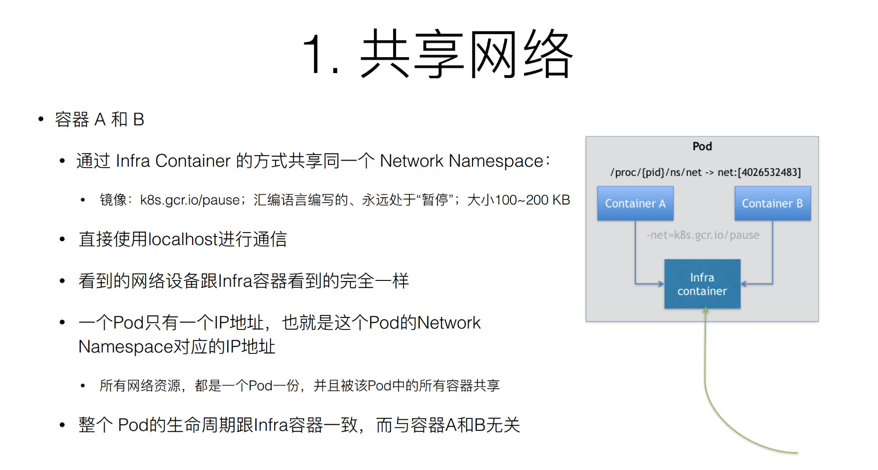 1. 共享网络
• 容器 A 和 B
• 通过 Infra Container 的方式共享同一个 Network Namespace：
• 镜像：k8s.gcr.io/pause；汇编语言编写的、永远处于“暂停”；大小100~200 KB
• 直接使用localhost进行通信
• 看到的网络设备跟Infra容器看到的完全一样
• 一个Pod只有一个IP地址，也就是这个Pod的Network
Namespace对应的IP地址
• 所有网络资源，都是一个Pod一份，并且被该Pod中的所有容器共享
• 整个 Pod的生命周期跟Infra容器一致，而与容器A和B无关
Pod
/proc/{pid}/ns/net -> net:[4026532483]
Container A
Container B
-net=k8s.gcr.io/pause
Infra
container